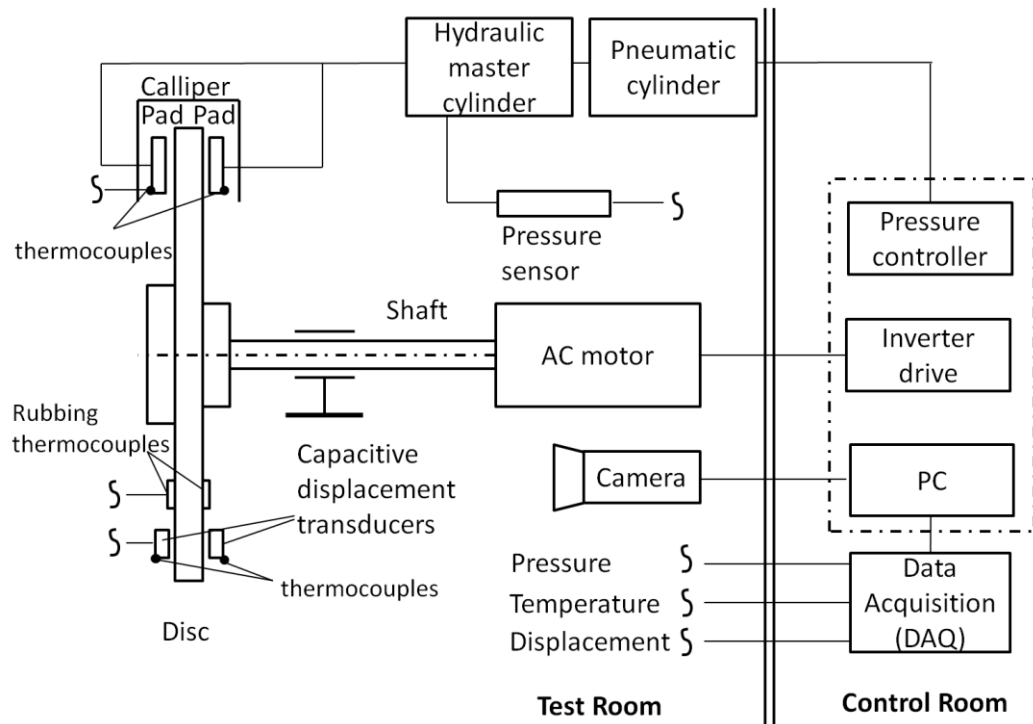 Hydraulic
master
cylinder
Pneumatic
cylinder
Calliper
Pad Pad
thermocouples
Pressure
sensor
Pressure
controller
Shaft
AC motor
Inverter
drive
Rubbing
thermocouples
Capacitive
displacement
transducers
Camera
PC
thermocouples
Disc
Pressure
Temperature
Displacement
Data
Acquisition
(DAQ)
Test Room
Control Room